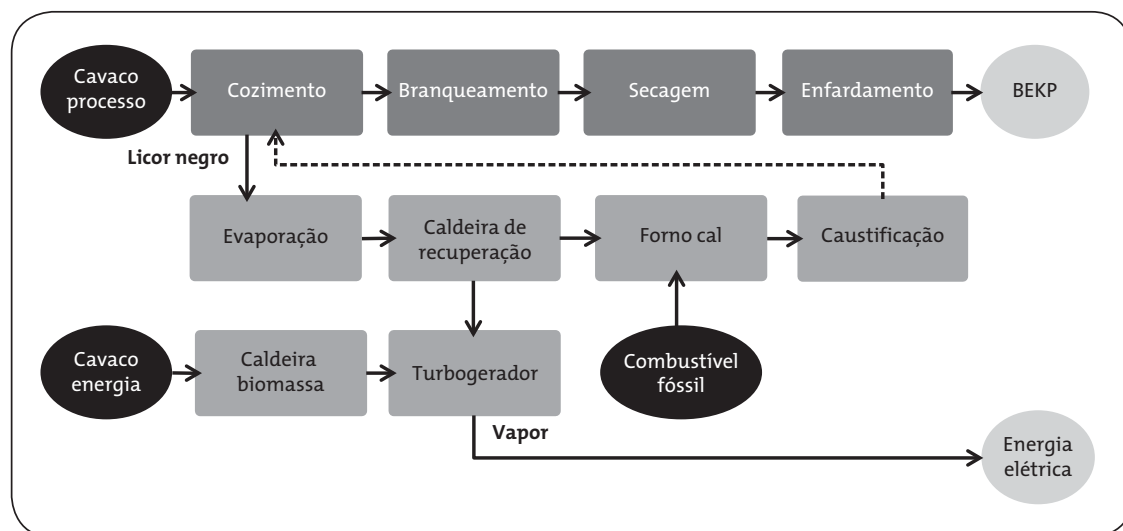 Cavaco
processo
Cozimento
Branqueamento
Secagem
Enfardamento
BEKP
Licor negro
Evaporação
Caldeira de
recuperação
Forno cal
Caustificação
Cavaco
energia
Caldeira
biomassa
Turbogerador
Combustível
fóssil
Vapor
Energia
elétrica